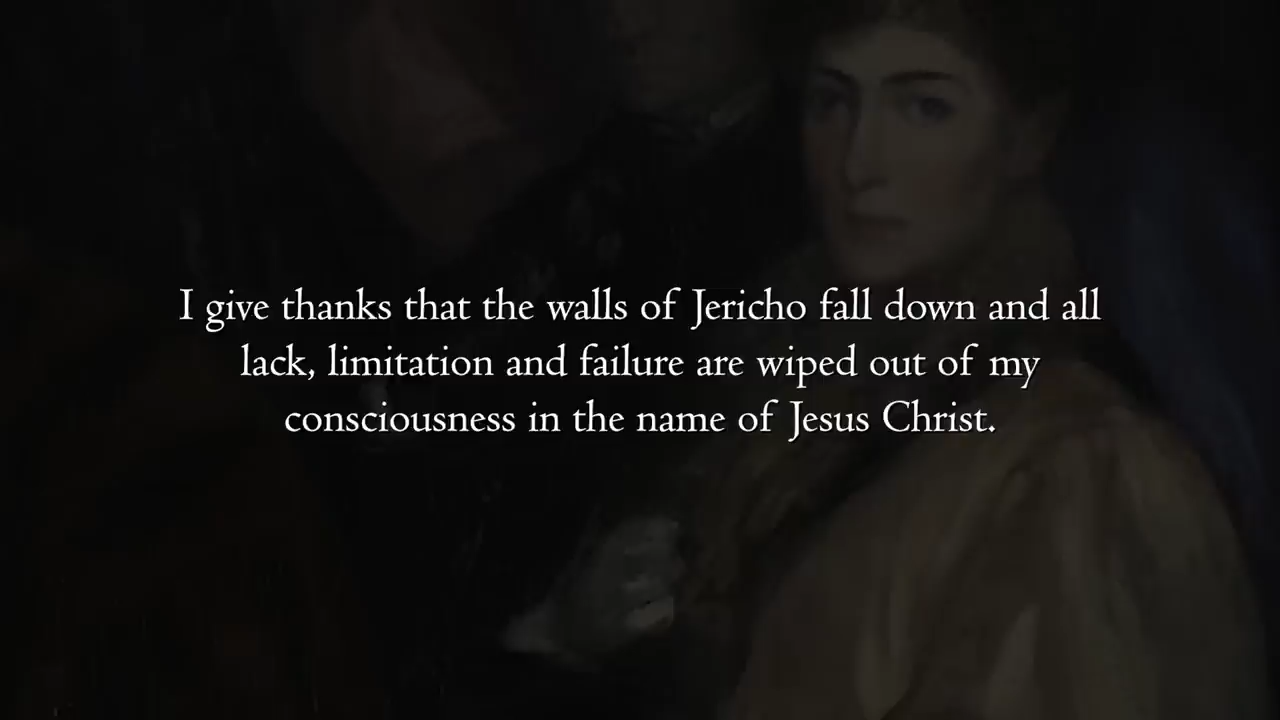 I give thanks that the walls of Jericho fall down and all
lack, limitation and failure are wiped out of my
consciousness in the name of Jesus Christ.